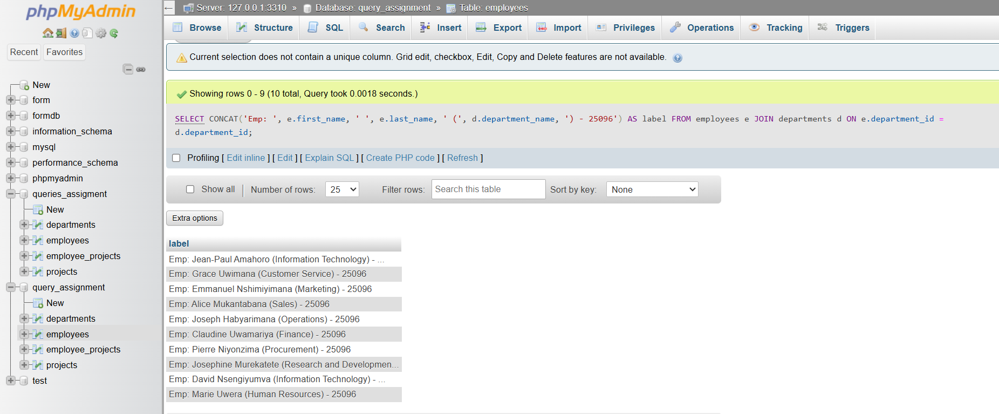 phpMyAdmin
Recent Favorites
New
form
formdb
information_schema
mysql
performance_schema
phpmyadmin
queries_assigment
New
departments
employees
employee_projects
projects
query_assignment
New
departments
employees
employee_projects
projects
test
← Server: 127.0.0.1:3310 » Database: query_assignment » Table: employees
Browse Structure SQL Search Insert Export Import Privileges Operations Tracking Triggers
Current selection does not contain a unique column. Grid edit, checkbox, Edit, Copy and Delete features are not available.
Showing rows 0 - 9 (10 total, Query took 0.0018 seconds.)
SELECT CONCAT('Emp: ', e.first_name, ' ', e.last_name, ' (', d.department_name, ') - 25096') AS label FROM employees e JOIN departments d ON e.department_id =
d.department_id;
Profiling [ Edit inline ] [ Edit ] [ Explain SQL ] [ Create PHP code ] [ Refresh ]
Show all | Number of rows: 25 Filter rows: Search this table Sort by key: None
Extra options
label
Emp: Jean-Paul Amahoro (Information Technology) - ...
Emp: Grace Uwimana (Customer Service) - 25096
Emp: Emmanuel Nshimiyimana (Marketing) - 25096
Emp: Alice Mukantabana (Sales) - 25096
Emp: Joseph Habyarimana (Operations) - 25096
Emp: Claudine Uwamariya (Finance) - 25096
Emp: Pierre Niyonzima (Procurement) - 25096
Emp: Josephine Murekatete (Research and Developmen...
Emp: David Nsengiyumva (Information Technology) - ...
Emp: Marie Uwera (Human Resources) - 25096